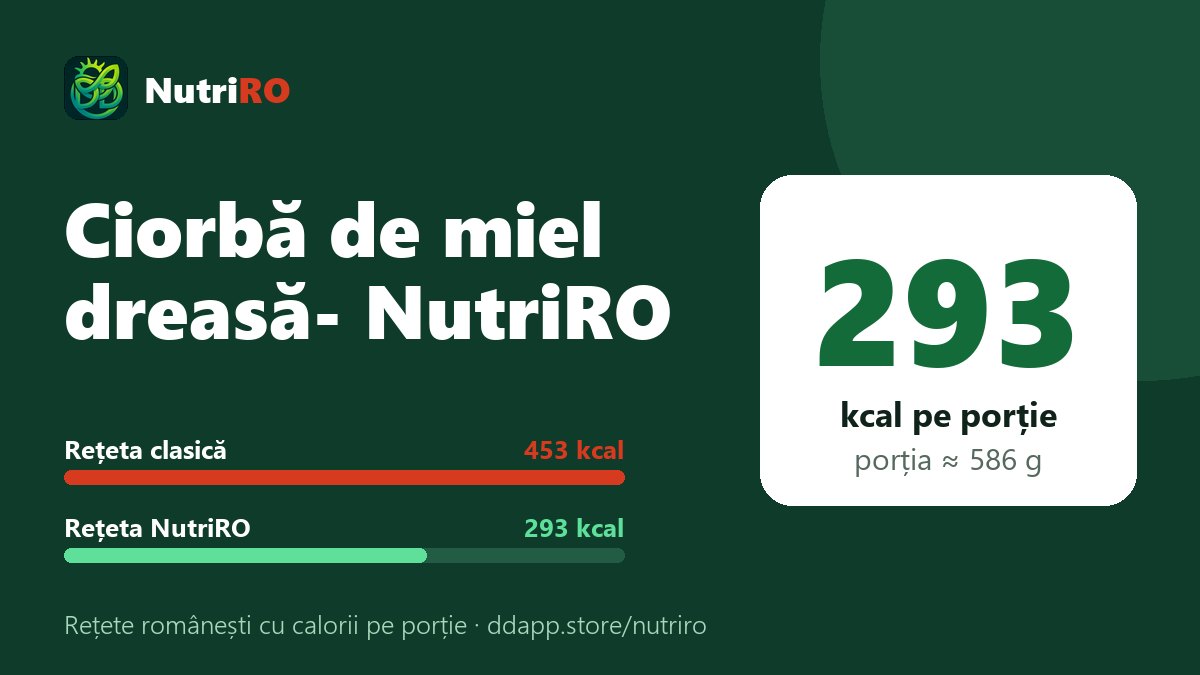 NutriRO
Ciorbă de miel
dreasă- NutriRO
293
kcal pe porție
porția ≈ 586 g
Rețeta clasică 453 kcal
Rețeta NutriRO 293 kcal
Rețete românești cu calorii pe porție · ddapp.store/nutriro